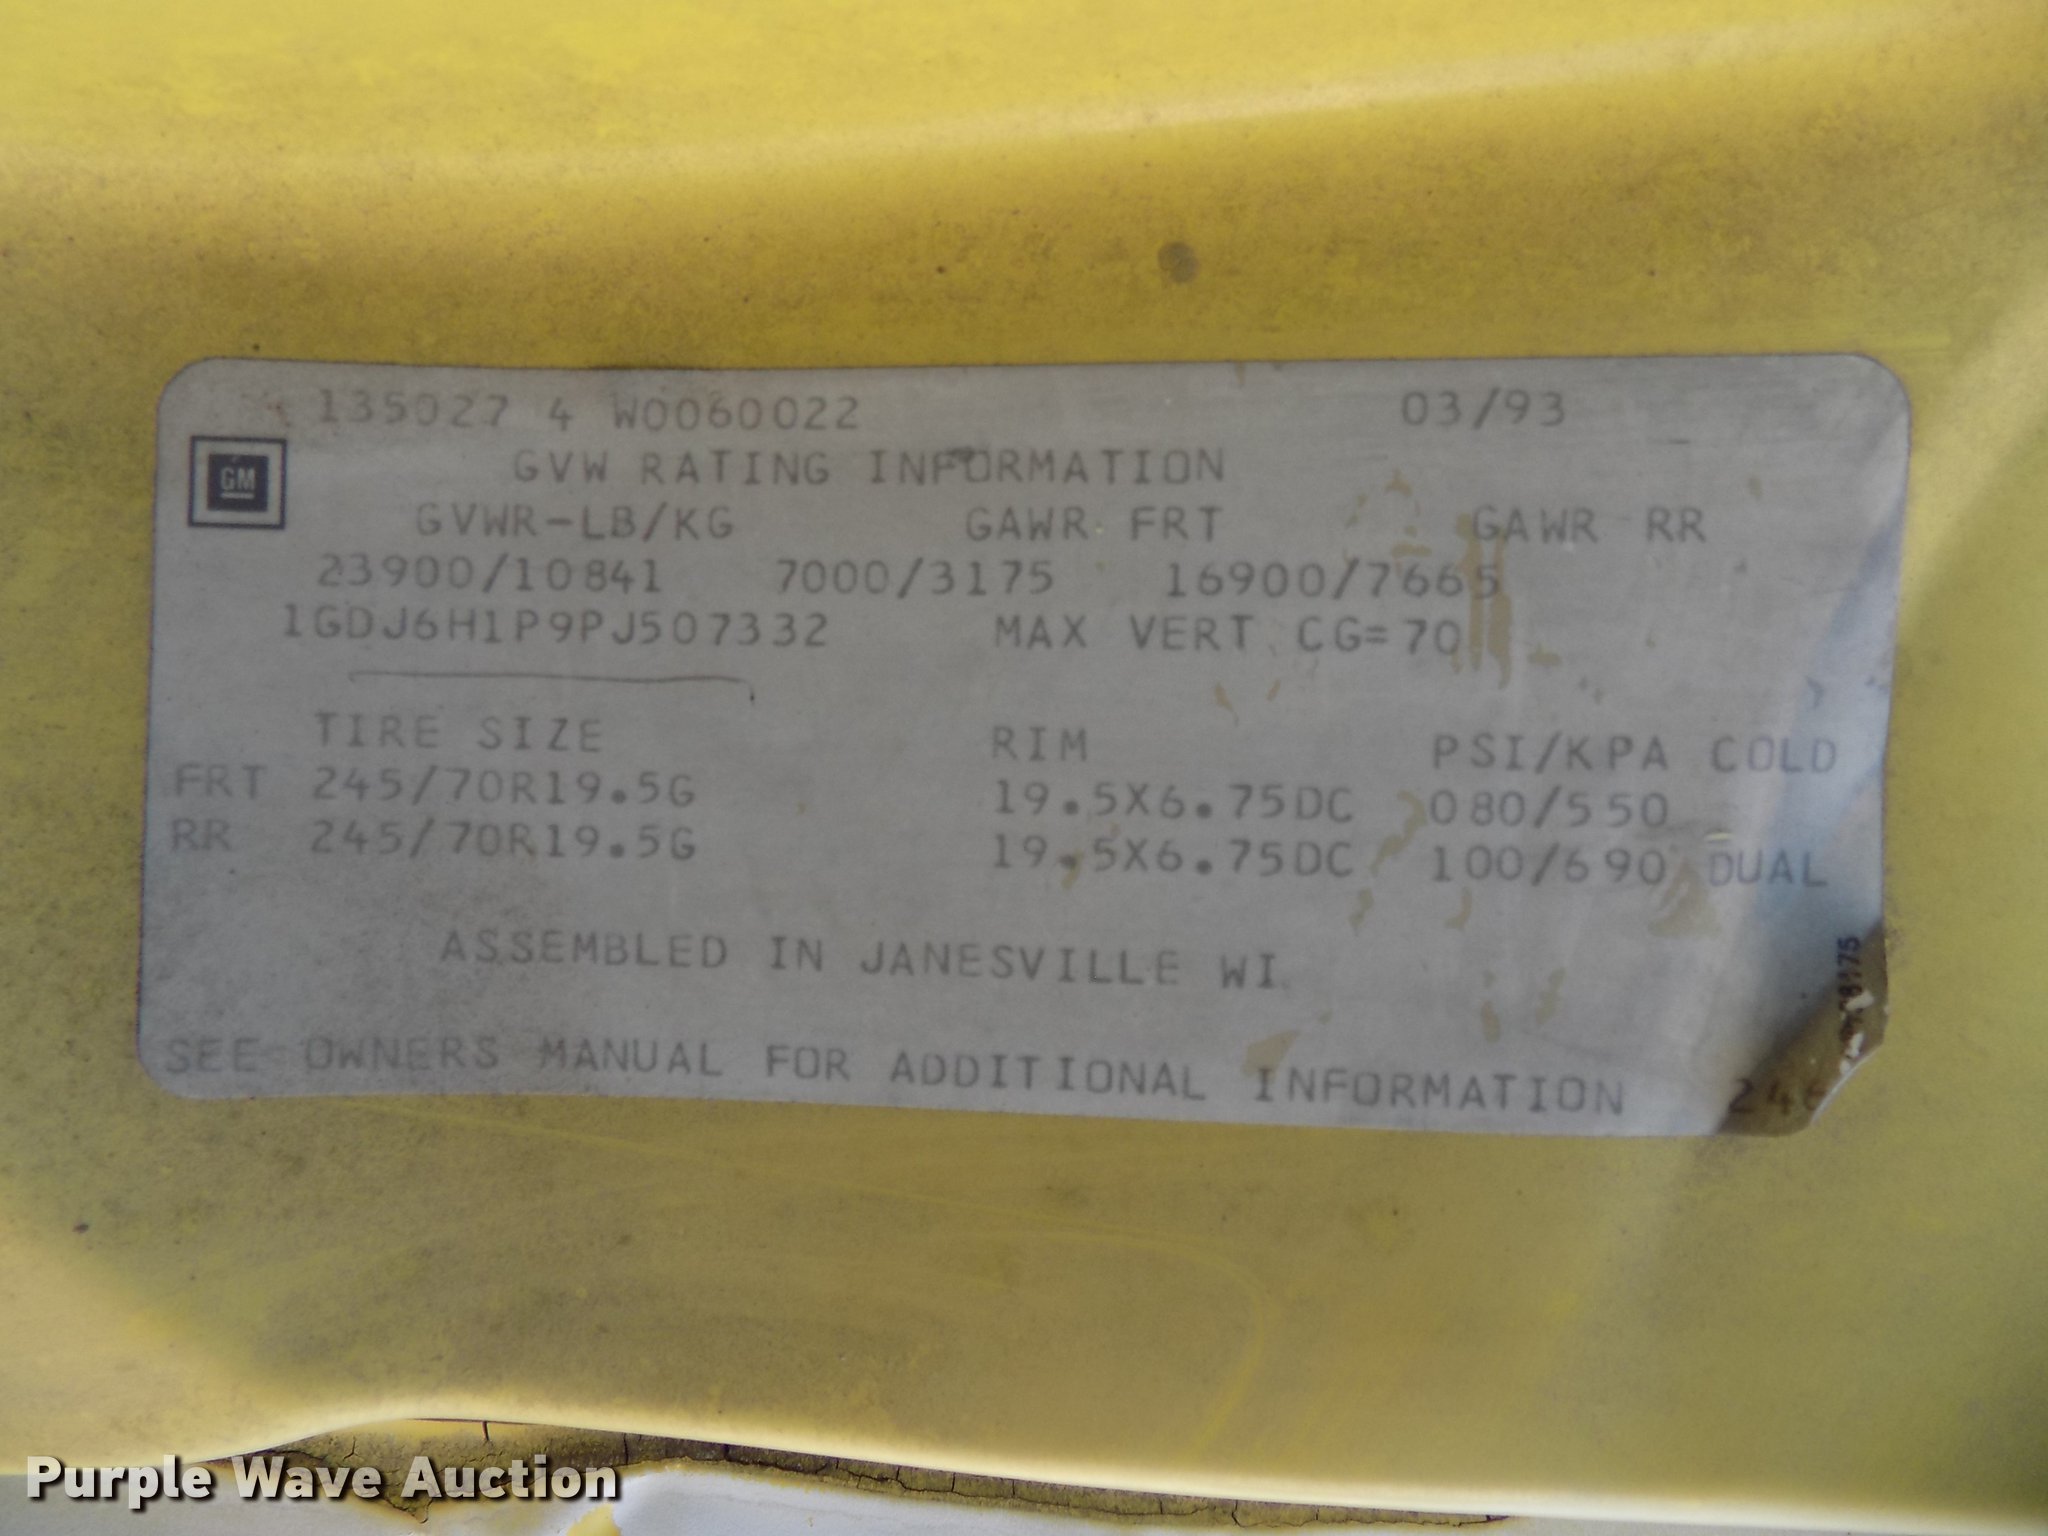 135027 4 W0060022 03/93
GM
GVW RATING INFORMATION
GVWR-LB/KG GAWR FRT GAWR RR
23900/10841 7000/3175 16900/7665
1GDJ6H1P9PJ507332 MAX VERT CG=70
TIRE SIZE RIM PSI/KPA COLD
FRT 245/70R19.5G 19.5X6.75DC 080/550
RR 245/70R19.5G 19.5X6.75DC 100/690 DUAL
ASSEMBLED IN JANESVILLE WI
SEE OWNERS MANUAL FOR ADDITIONAL INFORMATION
Purple Wave Auction